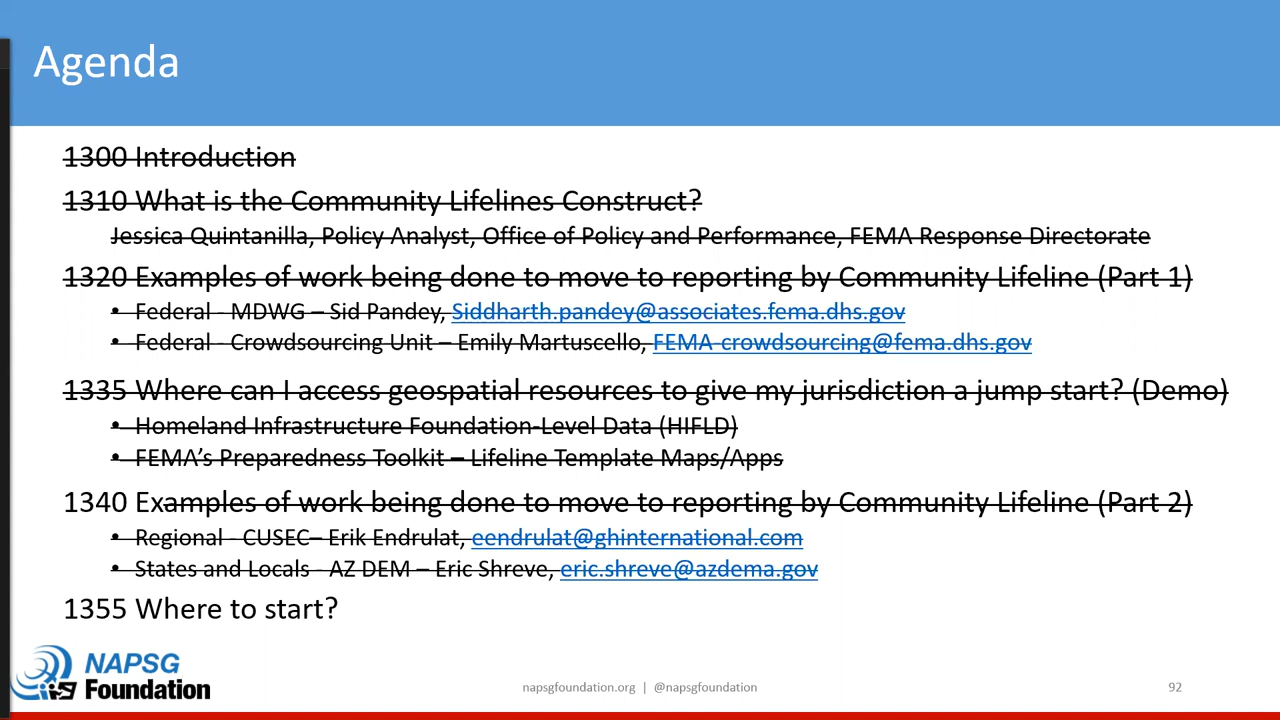 Agenda
1300 Introduction
1310 What is the Community Lifelines Construct?
Jessica Quintanilla, Policy Analyst, Office of Policy and Performance, FEMA Response Directorate
1320 Examples of work being done to move to reporting by Community Lifeline (Part 1)
• Federal - MDWG – Sid Pandey, Siddharth.pandey@associates.fema.dhs.gov
• Federal - Crowdsourcing Unit – Emily Martuscello, FEMA-crowdsourcing@fema.dhs.gov
1335 Where can I access geospatial resources to give my jurisdiction a jump start? (Demo)
• Homeland Infrastructure Foundation-Level Data (HIFLD)
• FEMA's Preparedness Toolkit – Lifeline Template Maps/Apps
1340 Examples of work being done to move to reporting by Community Lifeline (Part 2)
• Regional - CUSEC– Erik Endrulat, eendrulat@ghinternational.com
• States and Locals - AZ DEM – Eric Shreve, eric.shreve@azdema.gov
1355 Where to start?
NAPSG
Foundation
napsgfoundation.org | @napsgfoundation
92